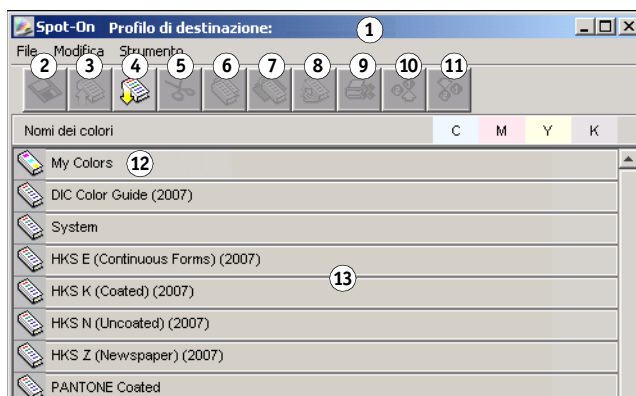 Spot-On Profilo di destinazione: 1
File Modifica Strumento
2 3 4 5 6 7 8 9 10 11
Nomi dei colori C M Y K
My Colors 12
DIC Color Guide (2007)
System
HKS E (Continuous Forms) (2007)
13
HKS K (Coated) (2007)
HKS N (Uncoated) (2007)
HKS Z (Newspaper) (2007)
PANTONE Coated